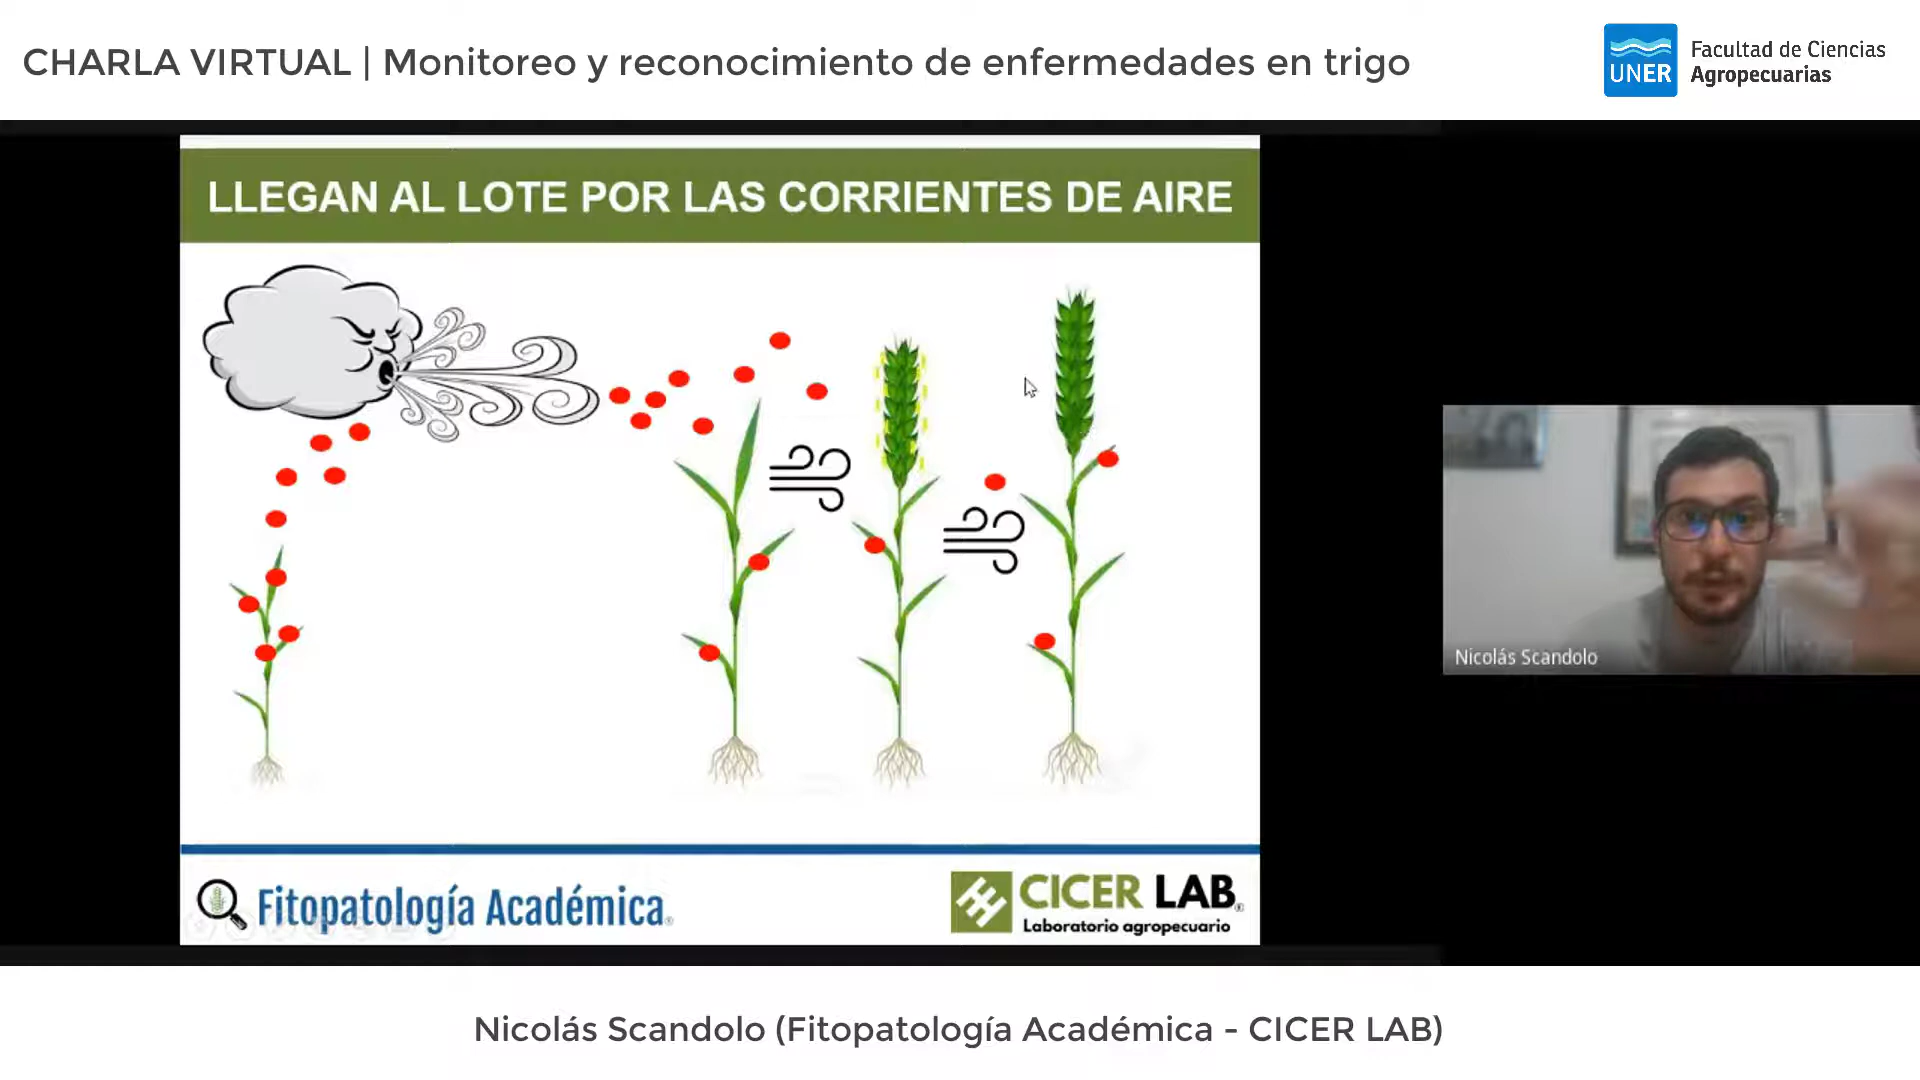 CHARLA VIRTUAL | Monitoreo y reconocimiento de enfermedades en trigo
UNER
Facultad de Ciencias
Agropecuarias
LLEGAN AL LOTE POR LAS CORRIENTES DE AIRE
Nicolás Scandolo
Fitopatología Académica®
CICER LAB®
Laboratorio agropecuario
Nicolás Scandolo (Fitopatología Académica - CICER LAB)